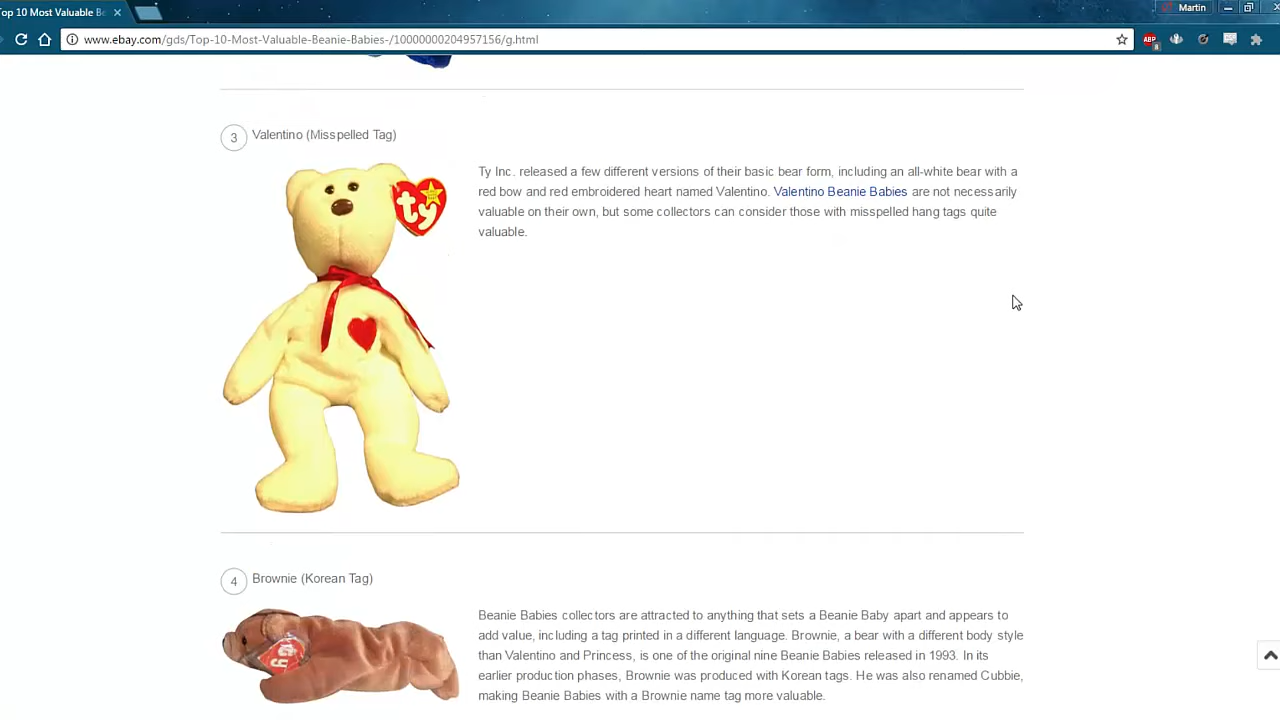 Top 10 Most Valuable Be
Martin
www.ebay.com/gds/Top-10-Most-Valuable-Beanie-Babies-/10000000204957156/g.html
ABP
8
3 Valentino (Misspelled Tag)
ty
Ty Inc. released a few different versions of their basic bear form, including an all-white bear with a
red bow and red embroidered heart named Valentino. Valentino Beanie Babies are not necessarily
valuable on their own, but some collectors can consider those with misspelled hang tags quite
valuable.
4 Brownie (Korean Tag)
ty
Beanie Babies collectors are attracted to anything that sets a Beanie Baby apart and appears to
add value, including a tag printed in a different language. Brownie, a bear with a different body style
than Valentino and Princess, is one of the original nine Beanie Babies released in 1993. In its
earlier production phases, Brownie was produced with Korean tags. He was also renamed Cubbie,
making Beanie Babies with a Brownie name tag more valuable.